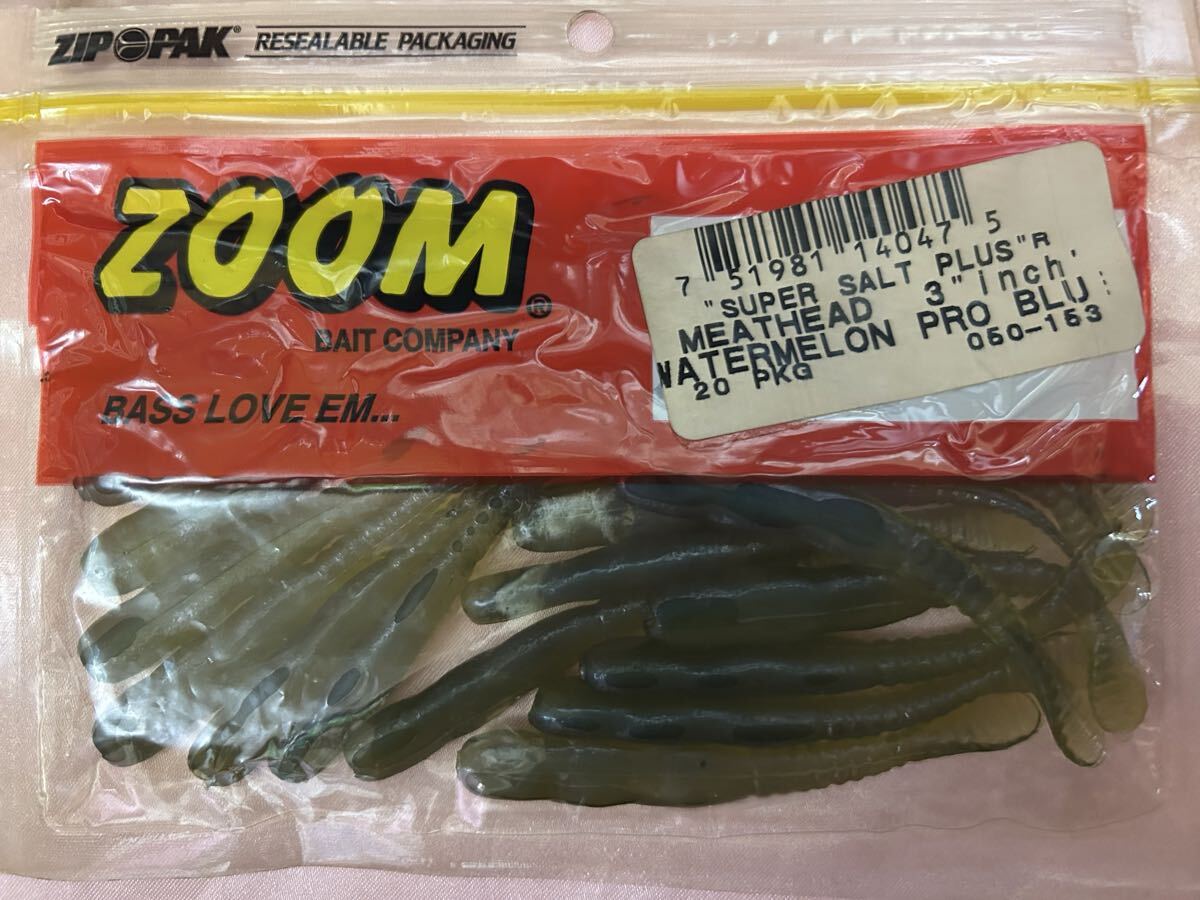 ZIP PAK® RESEALABLE PACKAGING
ZOOM®
BAIT COMPANY
BASS LOVE EM...
7 51981 14047 5
"SUPER SALT PLUS"R
MEATHEAD 3"inch,
WATERMELON PRO BLU
20 PKG 050-153